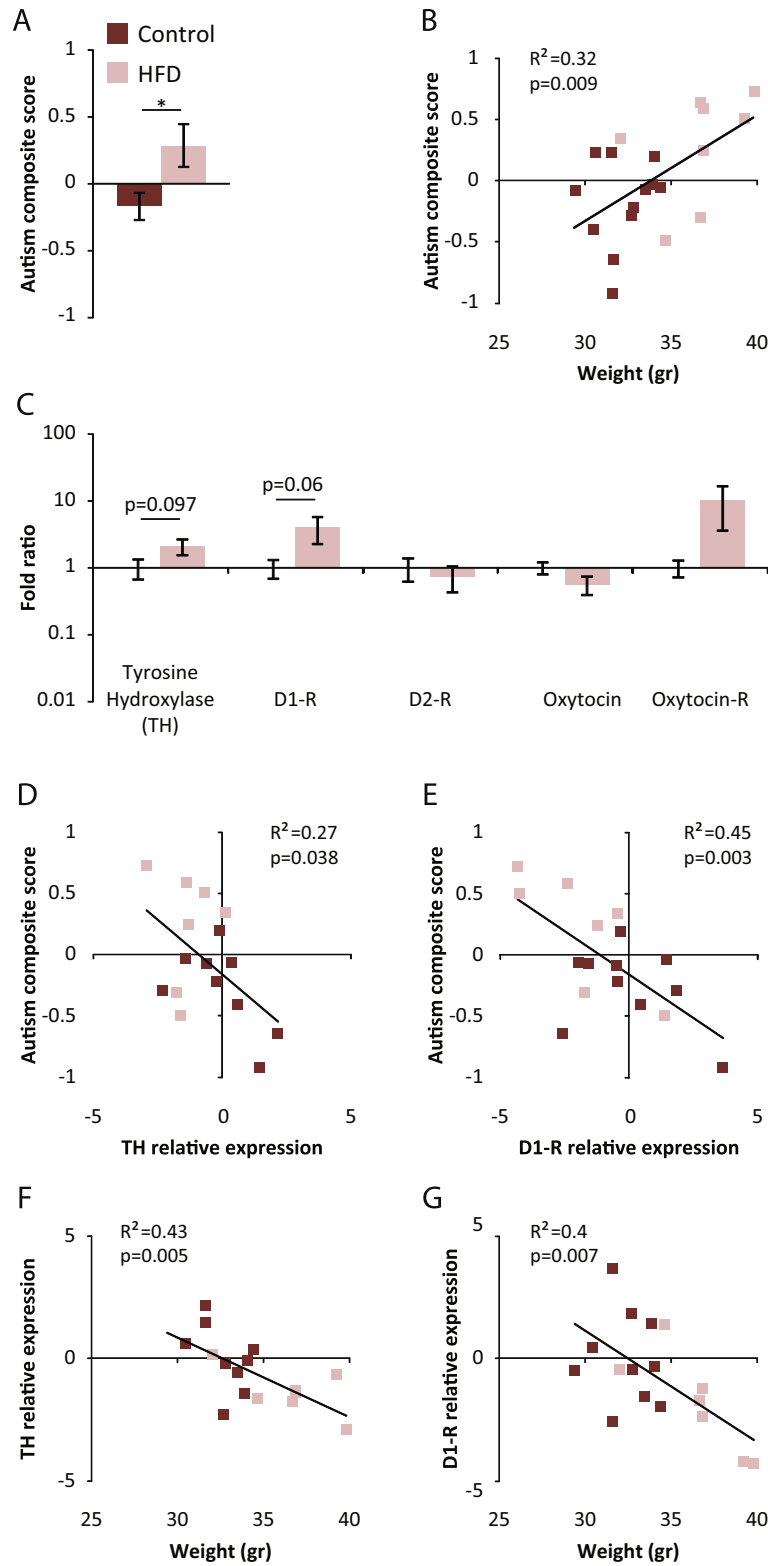 A
Control
HFD
1
0.5
0
-0.5
-1
*
Autism composite score
B
R²=0.32
p=0.009
1
0.5
0
-0.5
-1
Autism composite score
25
30
35
40
Weight (gr)
C
100
10
1
0.1
0.01
Fold ratio
p=0.097
p=0.06
Tyrosine
Hydroxylase
(TH)
D1-R
D2-R
Oxytocin
Oxytocin-R
D
R²=0.27
p=0.038
1
0.5
0
-0.5
-1
Autism composite score
-5
0
5
TH relative expression
E
R²=0.45
p=0.003
1
0.5
0
-0.5
-1
Autism composite score
-5
0
5
D1-R relative expression
F
R²=0.43
p=0.005
5
0
-5
TH relative expression
25
30
35
40
Weight (gr)
G
R²=0.4
p=0.007
5
0
-5
D1-R relative expression
25
30
35
40
Weight (gr)